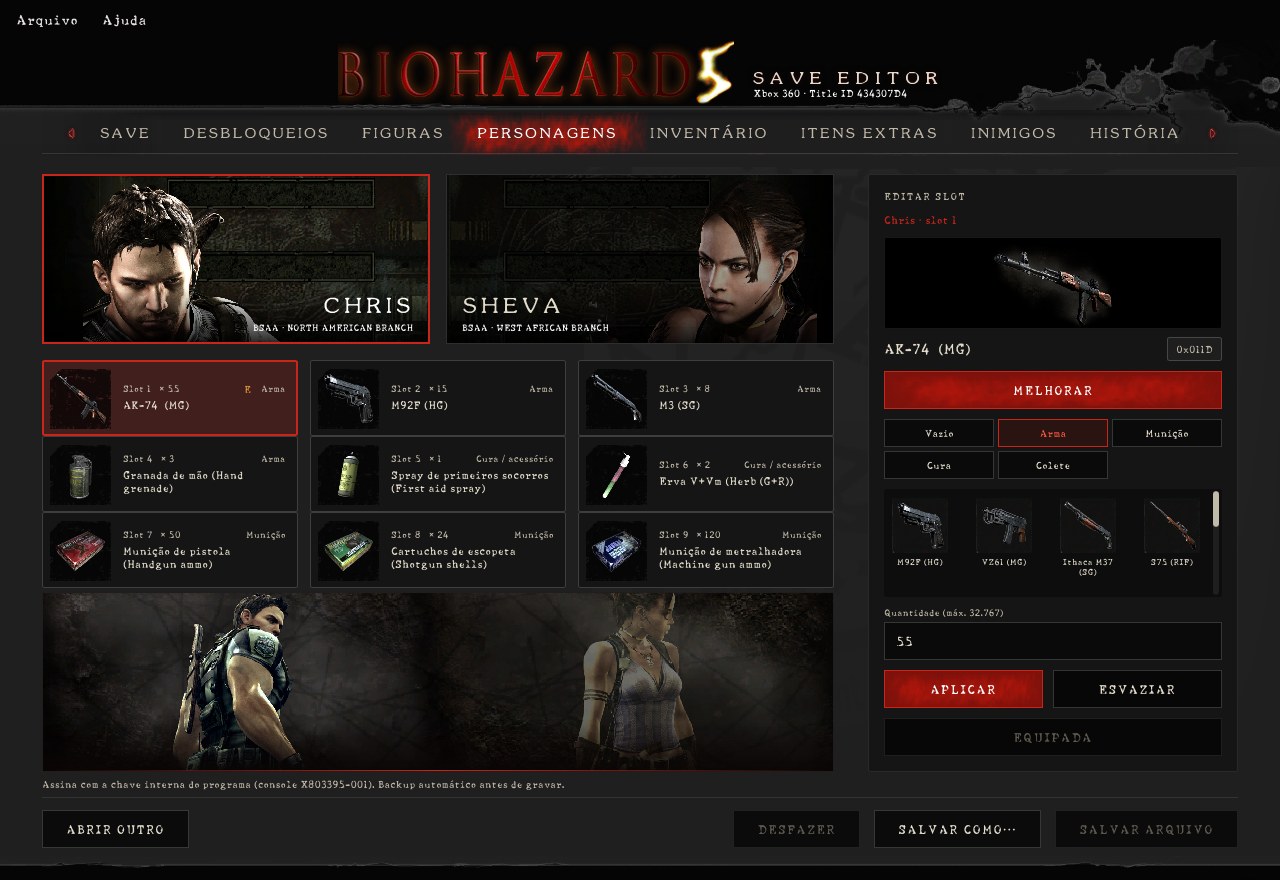 Arquivo Ajuda
BIOHAZARD 5
SAVE EDITOR
Xbox 360 · Title ID 434307D4
SAVE DESBLOQUEIOS FIGURAS PERSONAGENS INVENTÁRIO ITENS EXTRAS INIMIGOS HISTÓRIA
CHRIS
BSAA · NORTH AMERICAN BRANCH
SHEVA
BSAA · WEST AFRICAN BRANCH
Slot 1 ×55 E Arma
AK-74 (MG)
Slot 2 ×15 Arma
M92F (HG)
Slot 3 ×8 Arma
M3 (SG)
Slot 4 ×3 Arma
Granada de mão (Hand
grenade)
Slot 5 ×1 Cura / acessório
Spray de primeiros socorros
(First aid spray)
Slot 6 ×2 Cura / acessório
Erva V+Vm (Herb (G+R))
Slot 7 ×50 Munição
Munição de pistola
(Handgun ammo)
Slot 8 ×24 Munição
Cartuchos de escopeta
(Shotgun shells)
Slot 9 ×120 Munição
Munição de metralhadora
(Machine gun ammo)
EDITAR SLOT
Chris · slot 1
AK-74 (MG) 0x011D
MELHORAR
Vazio Arma Munição
Cura Colete
M92F (HG) VZ61 (MG) Ithaca M37
(SG) S75 (RIF)
Quantidade (máx. 32.767)
55
APLICAR ESVAZIAR
EQUIPADA
Assina com a chave interna do programa (console X803395-001). Backup automático antes de gravar.
ABRIR OUTRO DESFAZER SALVAR COMO... SALVAR ARQUIVO